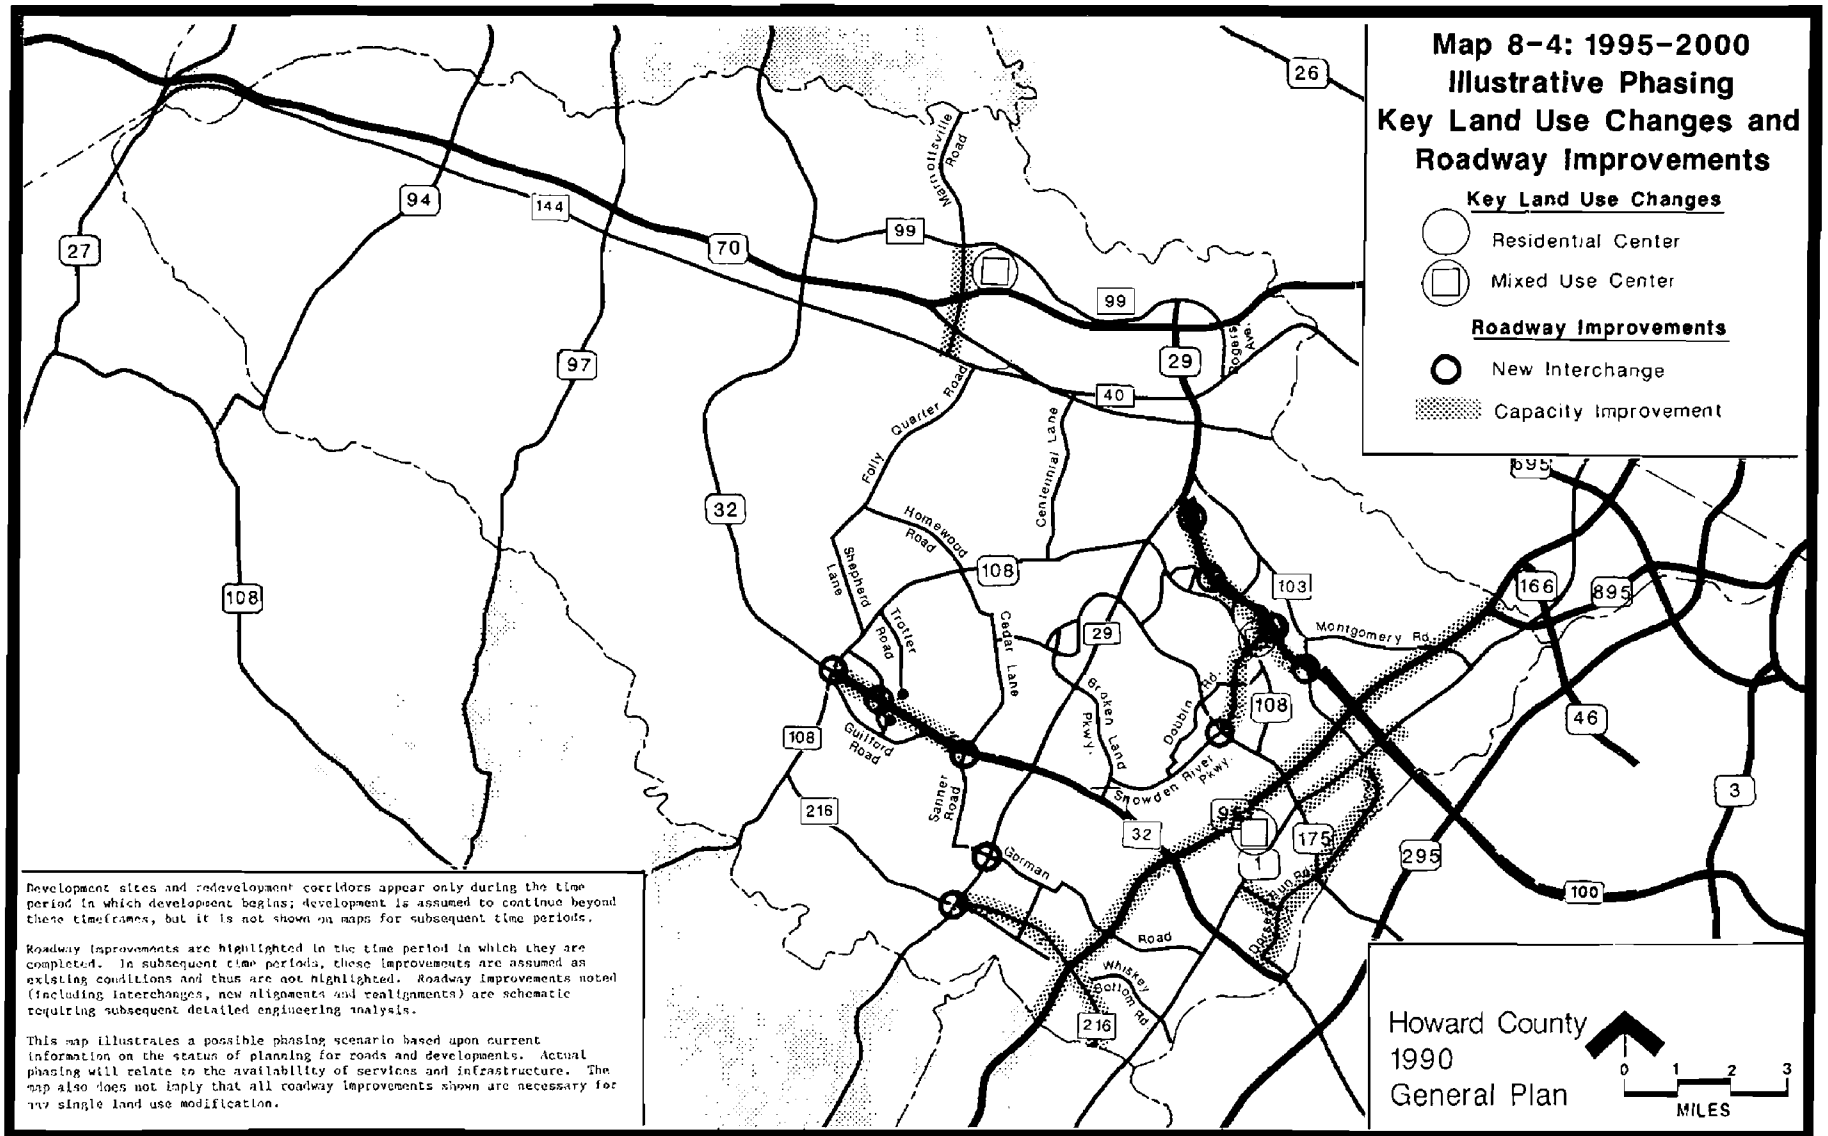 Map 8-4: 1995-2000
Illustrative Phasing
Key Land Use Changes and
Roadway Improvements
Key Land Use Changes
Residential Center
Mixed Use Center
Roadway Improvements
New Interchange
Capacity Improvement
26
Marriottsville
Road
94
144
99
27
70
99
Rogers
Ave.
29
97
40
Folly Quarter Road
Centennial Lane
695
32
Homewood
Road
Shepherd
Lane
108
103
166
895
108
Trotter
Road
Cedar Lane
29
Montgomery Rd.
Broken Land
Pkwy.
Dobbin Rd.
108
46
108
Guilford
Road
Snowden River
Pkwy.
3
216
Sanner
Road
32
175
1
295
Gorman
100
Dorsey Run Rd.
Road
Whiskey
Bottom Rd
216
Development sites and redevelopment corridors appear only during the time
period in which development begins; development is assumed to continue beyond
these timeframes, but it is not shown on maps for subsequent time periods.
Roadway improvements are highlighted in the time period in which they are
completed. In subsequent time periods, these improvements are assumed as
existing conditions and thus are not highlighted. Roadway Improvements noted
(including interchanges, new alignments and realignments) are schematic
requiring subsequent detailed engineering analysis.
This map illustrates a possible phasing scenario based upon current
information on the status of planning for roads and developments. Actual
phasing will relate to the availability of services and infrastructure. The
map also does not imply that all roadway improvements shown are necessary for
any single land use modification.
Howard County
1990
General Plan
0 1 2 3
MILES